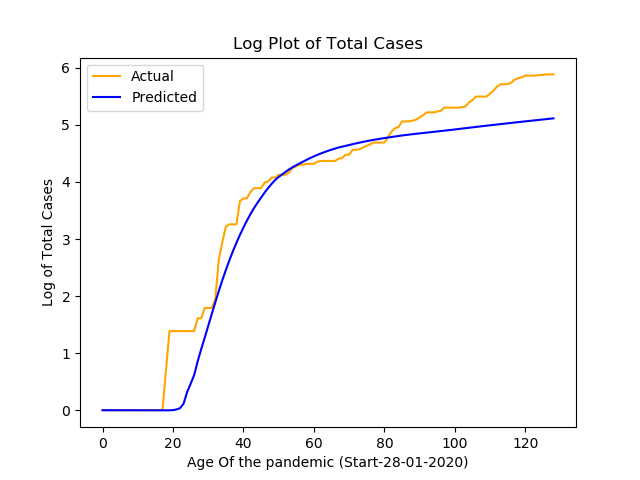 Log Plot of Total Cases
Actual
Predicted
6
5
4
3
2
1
0
Log of Total Cases
0 20 40 60 80 100 120
Age Of the pandemic (Start-28-01-2020)